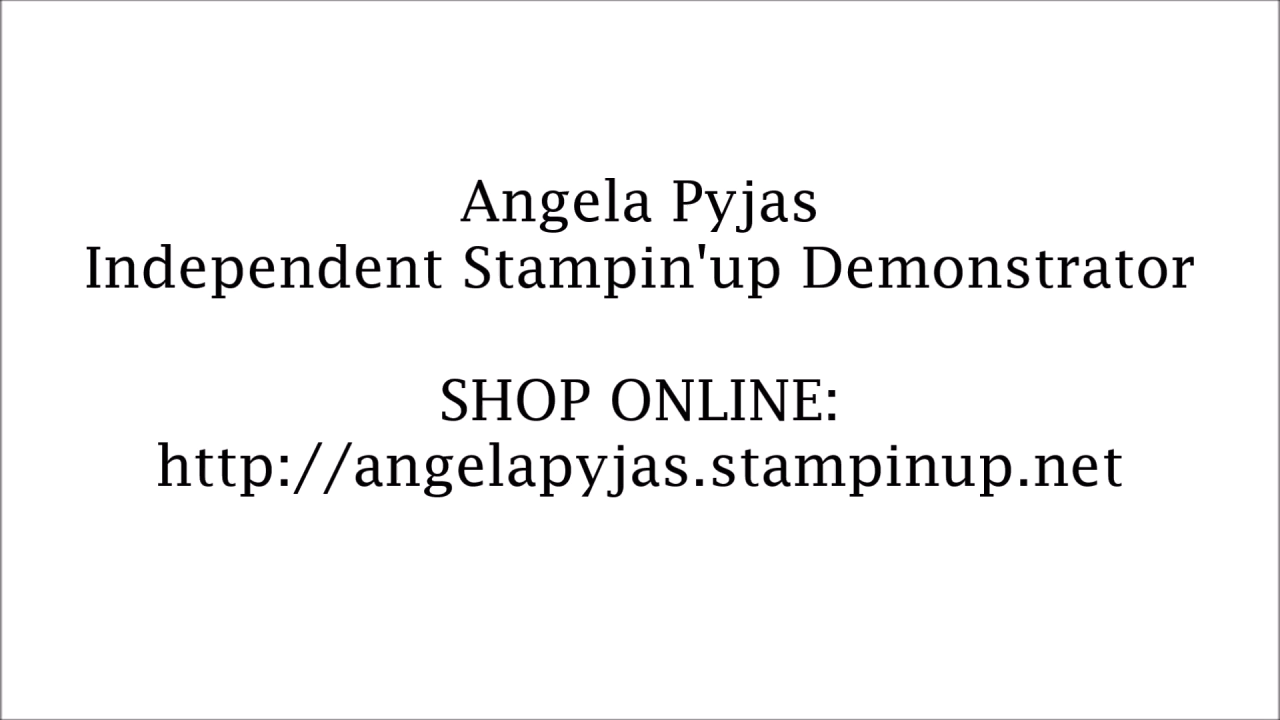 Angela Pyjas
Independent Stampin'up Demonstrator
SHOP ONLINE:
http://angelapyjas.stampinup.net